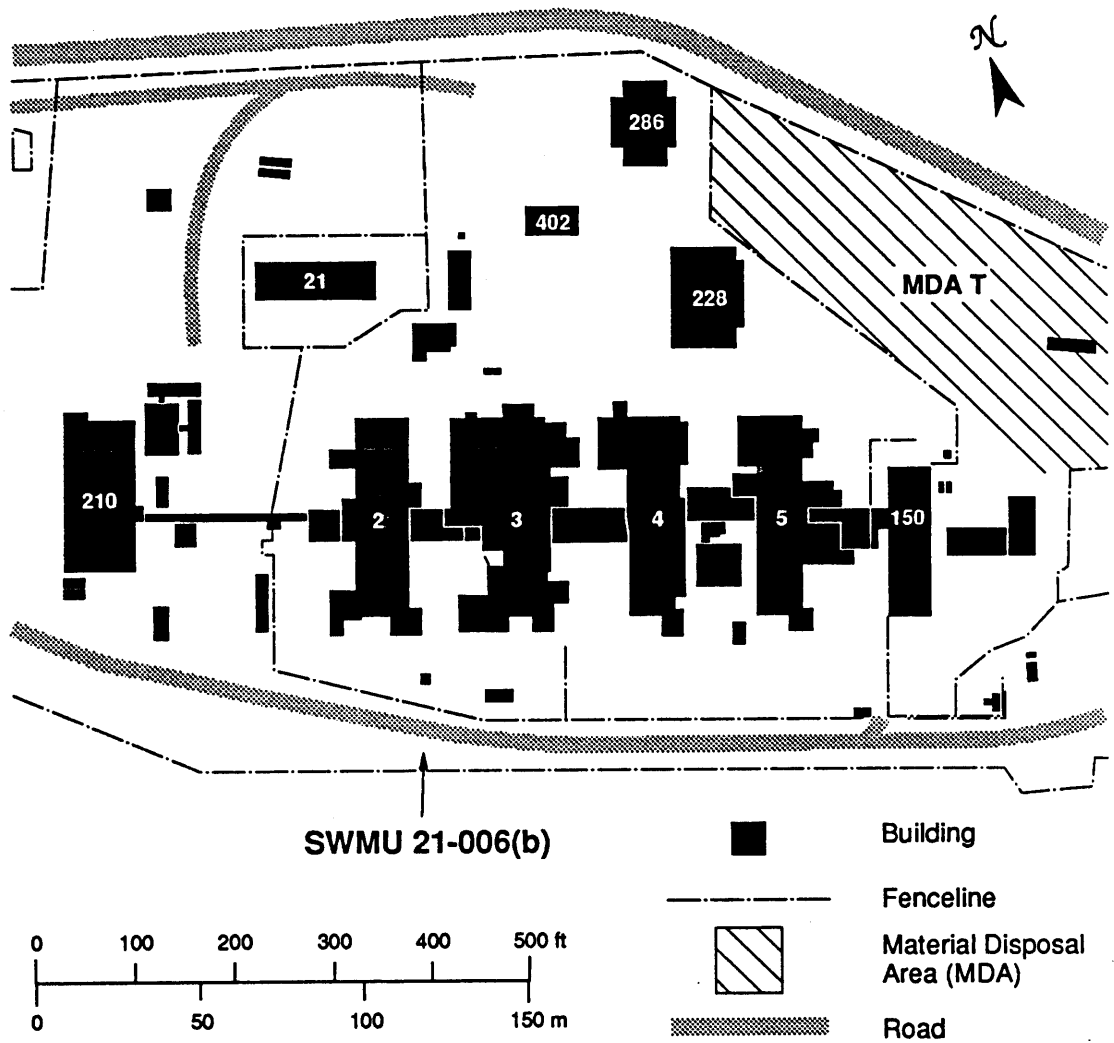 N
286
402
21
228
MDA T
210
2
3
4
5
150
SWMU 21-006(b)
Building
Fenceline
Material Disposal
Area (MDA)
Road
0 100 200 300 400 500 ft
0 50 100 150 m